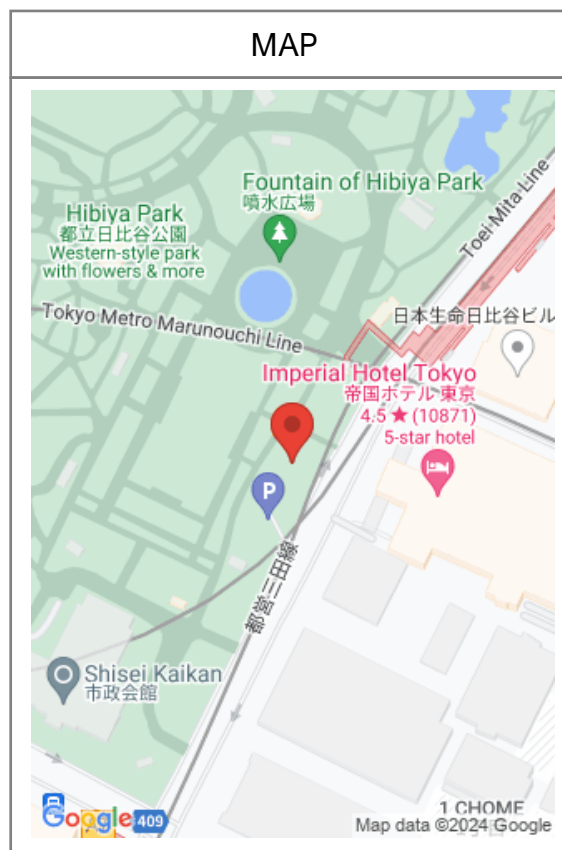 MAP
Fountain of Hibiya Park
噴水広場
Hibiya Park
都立日比谷公園
Western-style park
with flowers & more
Toei Mita Line
Tokyo Metro Marunouchi Line
日本生命日比谷ビル
Imperial Hotel Tokyo
帝国ホテル 東京
4.5 ★ (10871)
5-star hotel
P
都営三田線
Shisei Kaikan
市政会館
Google
409
1 CHOME
Map data ©2024 Google